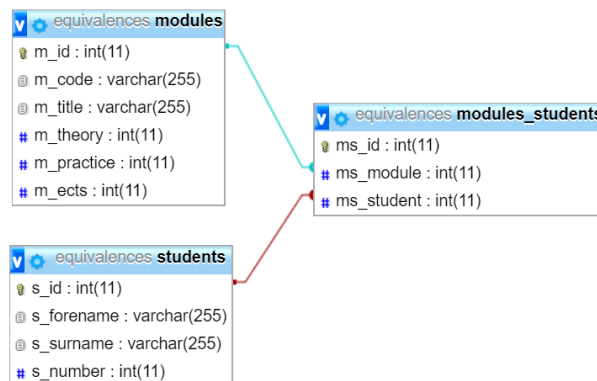 equivalences modules
m_id : int(11)
m_code : varchar(255)
m_title : varchar(255)
# m_theory : int(11)
# m_practice : int(11)
# m_ects : int(11)
equivalences modules_students
ms_id : int(11)
# ms_module : int(11)
# ms_student : int(11)
equivalences students
s_id : int(11)
s_forename : varchar(255)
s_surname : varchar(255)
# s_number : int(11)